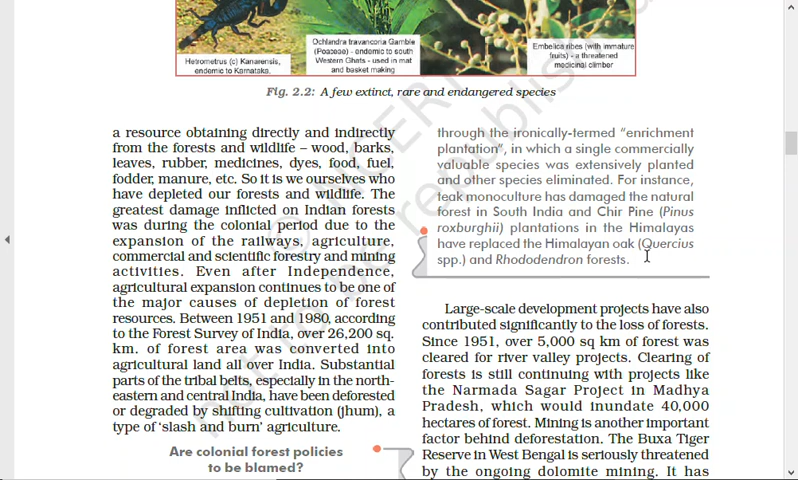 Hetrometrus (c) Kanarensis,
endemic to Karnataka,
Ochlandra travancoria Gamble
(Poaceae) - endemic to south
Western Ghats - used in mat
and basket making
Embelica ribes (with immature
fruits) - a threatened
medicinal climber
Fig. 2.2: A few extinct, rare and endangered species
a resource obtaining directly and indirectly
from the forests and wildlife – wood, barks,
leaves, rubber, medicines, dyes, food, fuel,
fodder, manure, etc. So it is we ourselves who
have depleted our forests and wildlife. The
greatest damage inflicted on Indian forests
was during the colonial period due to the
expansion of the railways, agriculture,
commercial and scientific forestry and mining
activities. Even after Independence,
agricultural expansion continues to be one of
the major causes of depletion of forest
resources. Between 1951 and 1980, according
to the Forest Survey of India, over 26,200 sq.
km. of forest area was converted into
agricultural land all over India. Substantial
parts of the tribal belts, especially in the north-
eastern and central India, have been deforested
or degraded by shifting cultivation (jhum), a
type of ‘slash and burn’ agriculture.
Are colonial forest policies
to be blamed?
through the ironically-termed “enrichment
plantation”, in which a single commercially
valuable species was extensively planted
and other species eliminated. For instance,
teak monoculture has damaged the natural
forest in South India and Chir Pine (Pinus
roxburghii) plantations in the Himalayas
have replaced the Himalayan oak (Quercius
spp.) and Rhododendron forests.
Large-scale development projects have also
contributed significantly to the loss of forests.
Since 1951, over 5,000 sq km of forest was
cleared for river valley projects. Clearing of
forests is still continuing with projects like
the Narmada Sagar Project in Madhya
Pradesh, which would inundate 40,000
hectares of forest. Mining is another important
factor behind deforestation. The Buxa Tiger
Reserve in West Bengal is seriously threatened
by the ongoing dolomite mining. It has
© NCERT
not to be republished